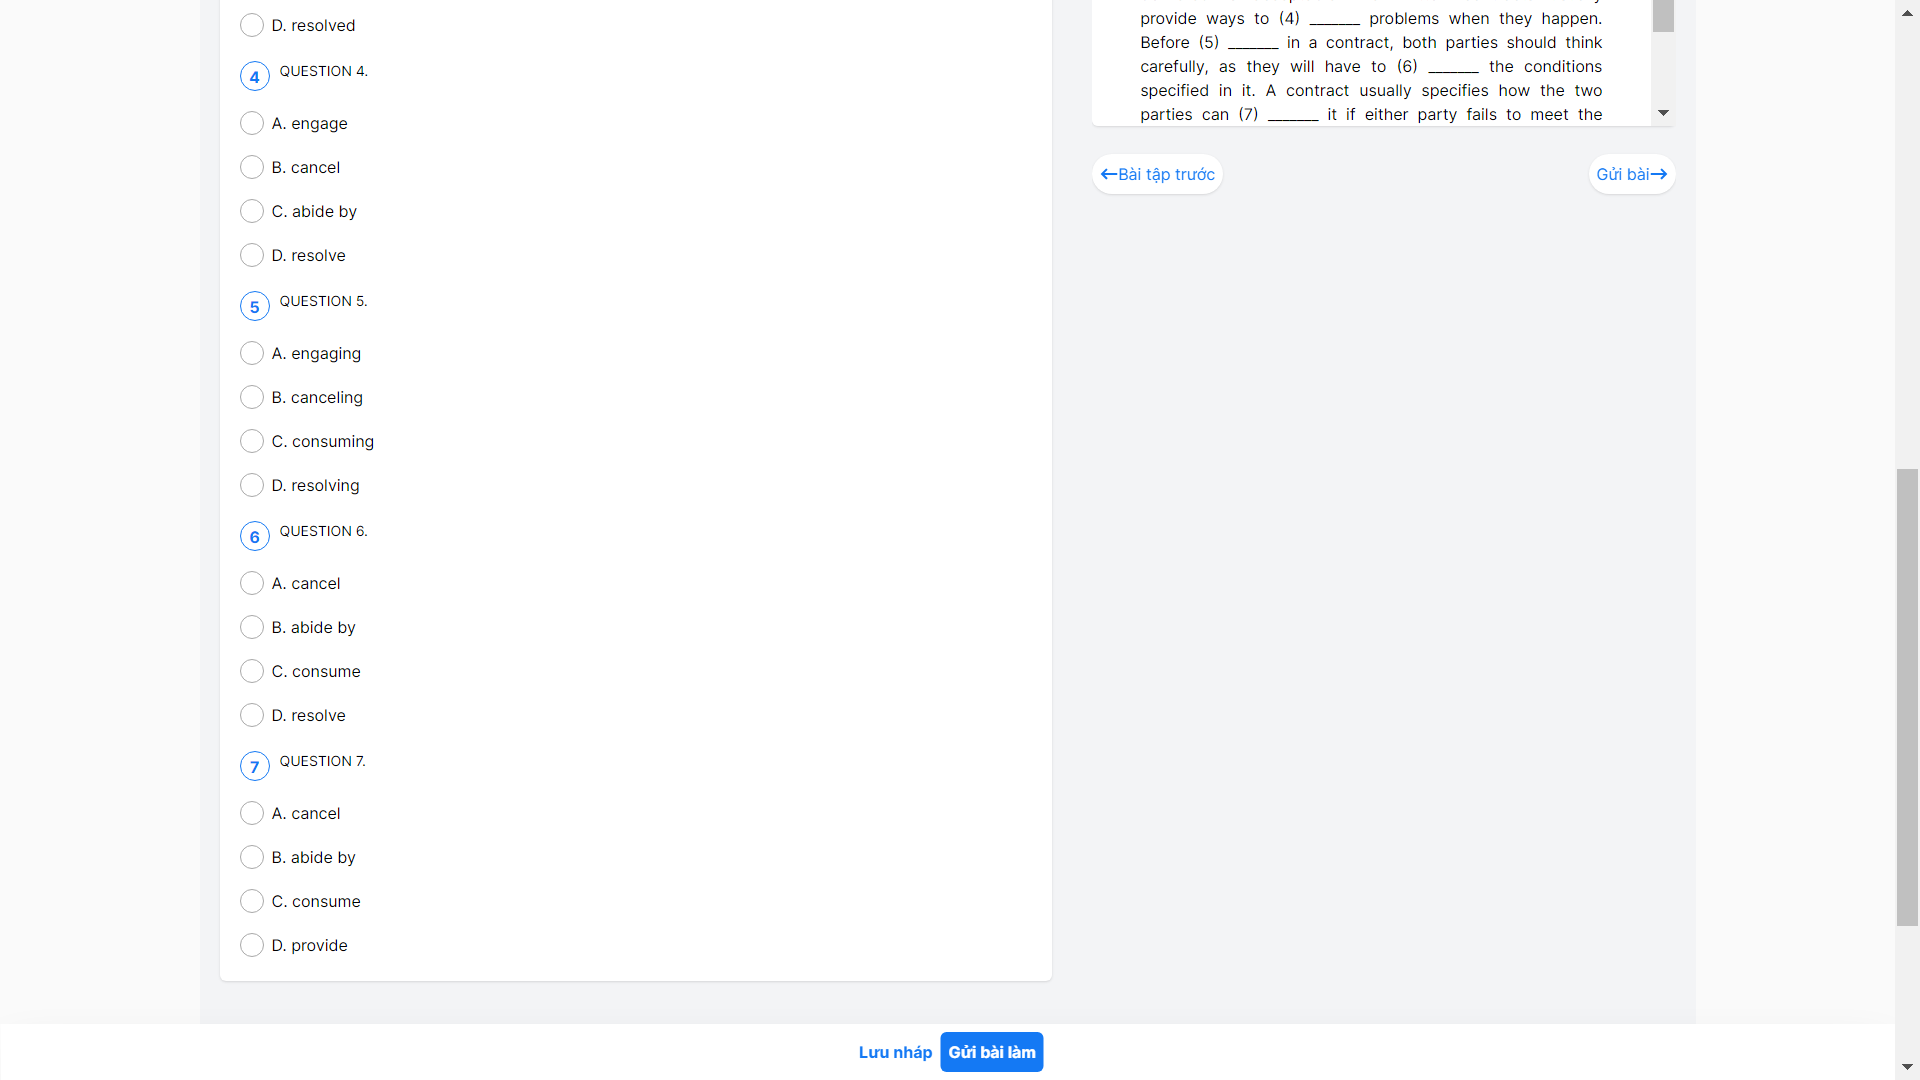 D. resolved
4 QUESTION 4.
A. engage
B. cancel
C. abide by
D. resolve
5 QUESTION 5.
A. engaging
B. canceling
C. consuming
D. resolving
6 QUESTION 6.
A. cancel
B. abide by
C. consume
D. resolve
7 QUESTION 7.
A. cancel
B. abide by
C. consume
D. provide
provide ways to (4) _______ problems when they happen.
Before (5) _______ in a contract, both parties should think
carefully, as they will have to (6) _______ the conditions
specified in it. A contract usually specifies how the two
parties can (7) _______ it if either party fails to meet the
←Bài tập trước
Gửi bài→
Lưu nháp
Gửi bài làm